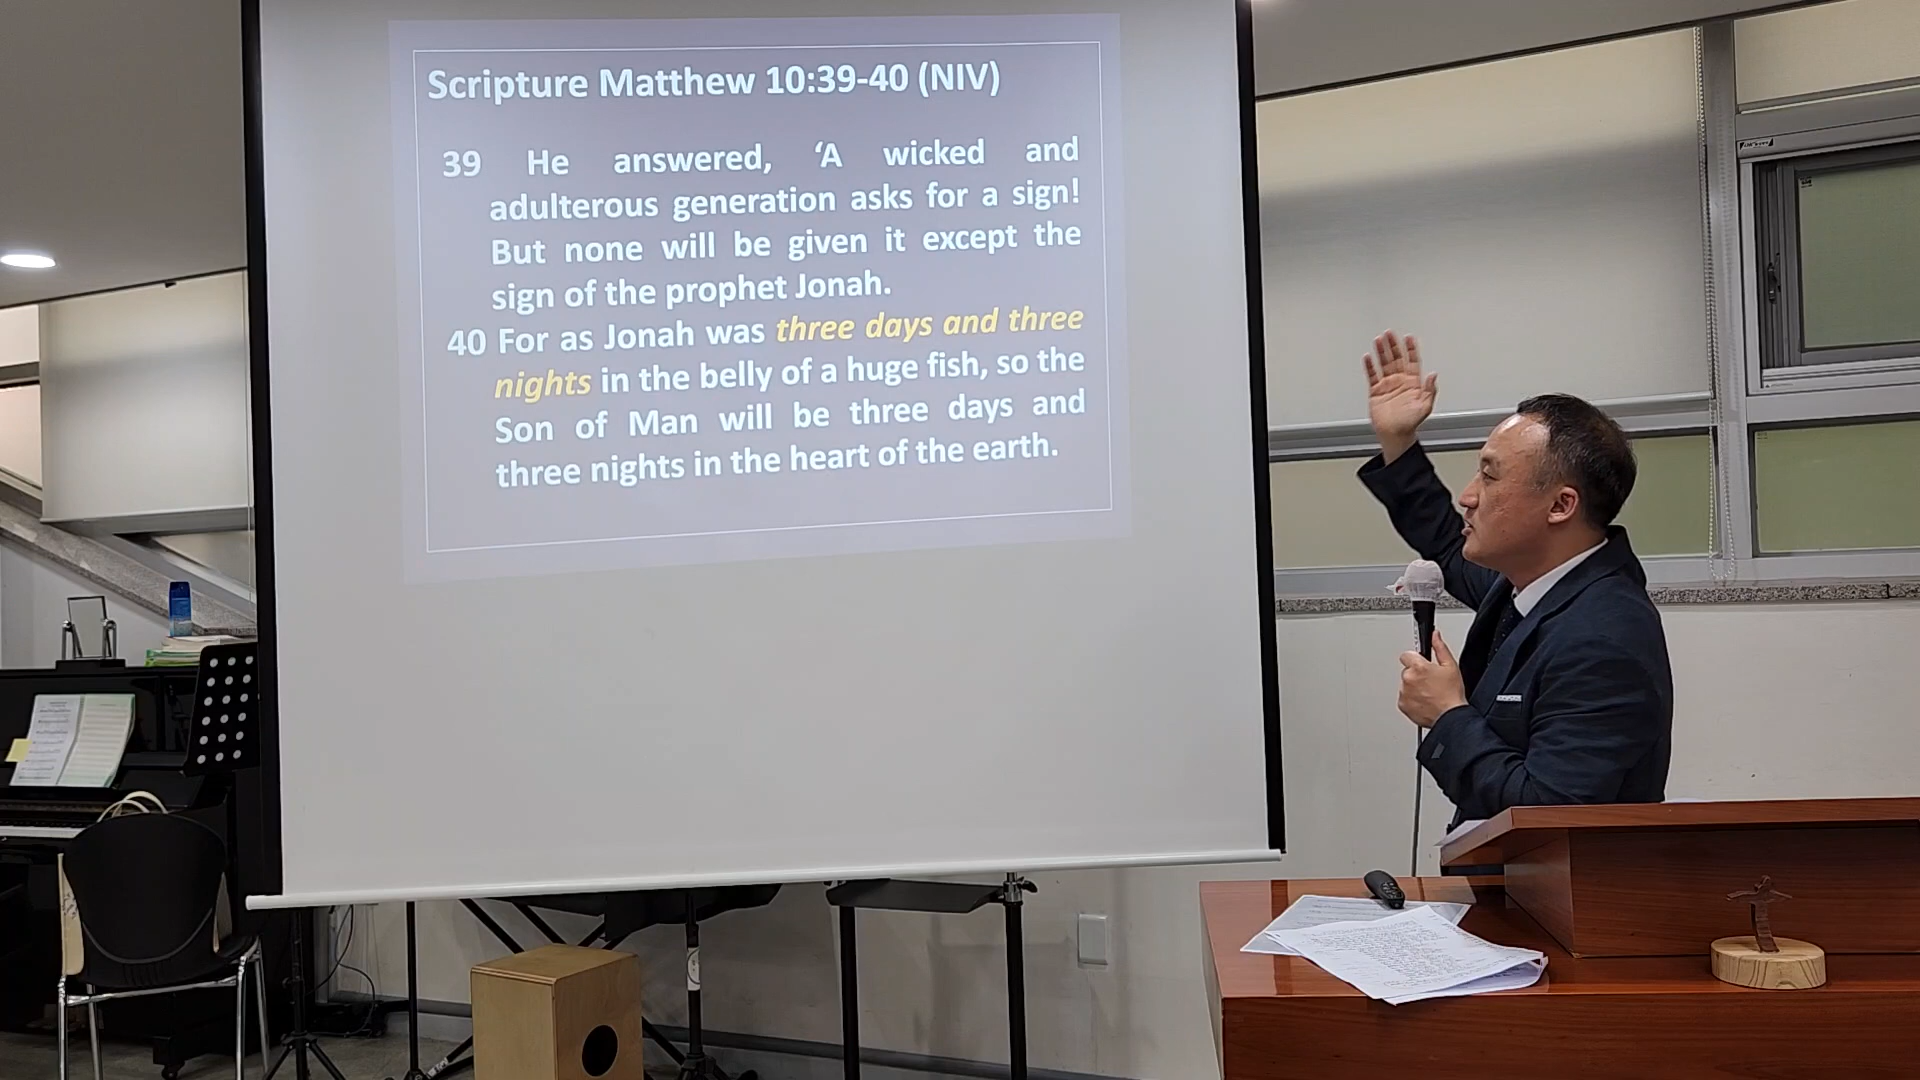 Scripture Matthew 10:39-40 (NIV)
39 He answered, ‘A wicked and
adulterous generation asks for a sign!
But none will be given it except the
sign of the prophet Jonah.
40 For as Jonah was three days and three
nights in the belly of a huge fish, so the
Son of Man will be three days and
three nights in the heart of the earth.